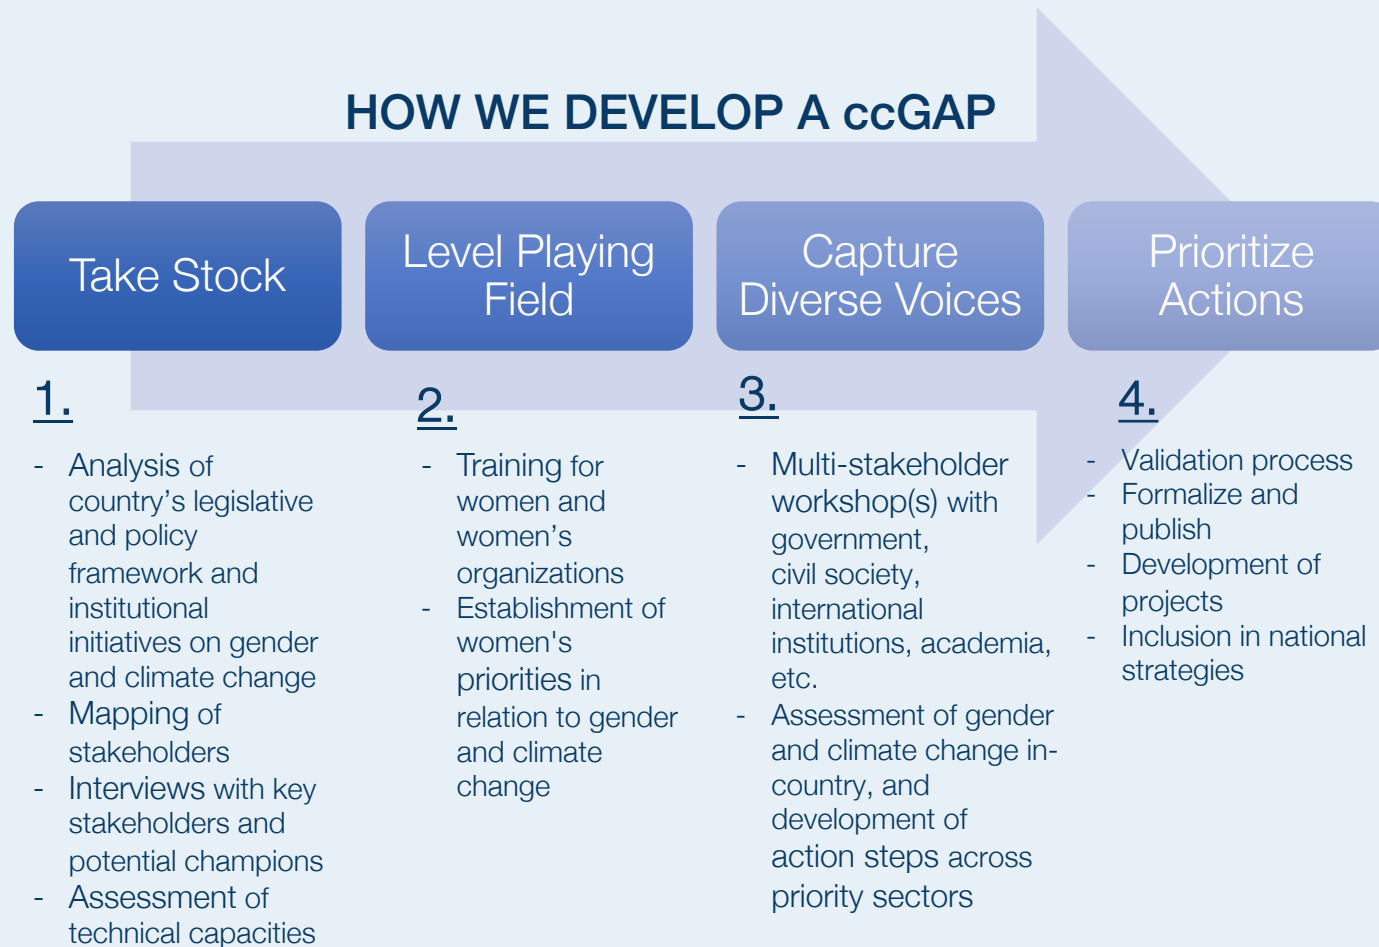 HOW WE DEVELOP A ccGAP
Take Stock
Level Playing
Field
Capture
Diverse Voices
Prioritize
Actions
1.
- Analysis of
country’s legislative
and policy
framework and
institutional
initiatives on gender
and climate change
- Mapping of
stakeholders
- Interviews with key
stakeholders and
potential champions
- Assessment of
technical capacities
2.
- Training for
women and
women’s
organizations
- Establishment of
women's
priorities in
relation to gender
and climate
change
3.
- Multi-stakeholder
workshop(s) with
government,
civil society,
international
institutions, academia,
etc.
- Assessment of gender
and climate change in-
country, and
development of
action steps across
priority sectors
4.
- Validation process
- Formalize and
publish
- Development of
projects
- Inclusion in national
strategies